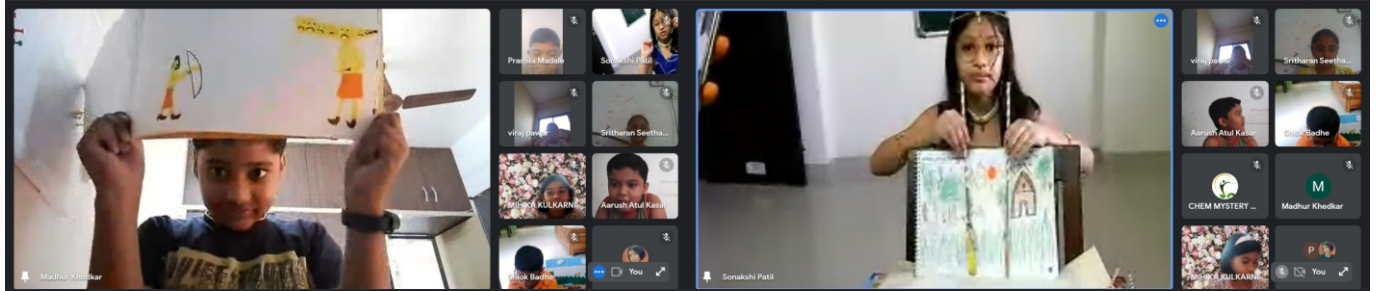 Madhur Khedkar
Pramila Madale
Sonakshi Patil
viraj pawar
Sritharan Seetha...
MIHIKA KULKARN
Aarush Atul Kasar
Shlok Badhe
You
Sonakshi Patil
viraj pawar
Sritharan Seetha...
Aarush Atul Kasar
Shlok Badhe
CHEM MYSTERY ...
M
Madhur Khedkar
MIHIKA KULKARNI
P
You